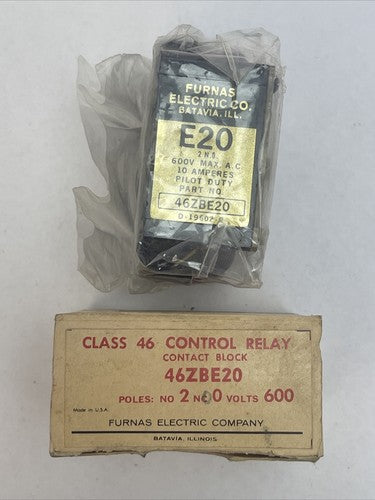 FURNAS
ELECTRIC CO.
BATAVIA, ILL.
E20
2 N O
600V MAX. A.C.
10 AMPERES
PILOT DUTY
PART NO.
46ZBE20
D-19602-
CLASS 46 CONTROL RELAY
CONTACT BLOCK
46ZBE20
POLES: NO 2 NC 0 VOLTS 600
Made in U.S.A.
FURNAS ELECTRIC COMPANY
BATAVIA, ILLINOIS